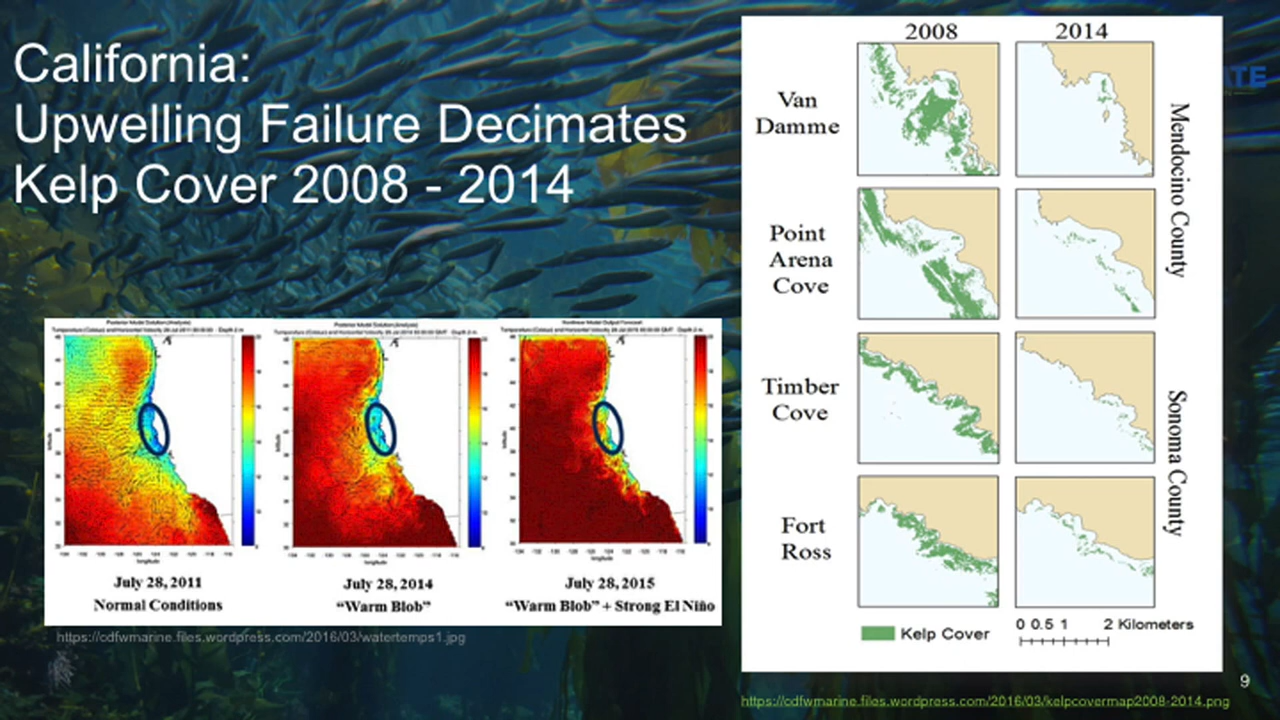 California:
Upwelling Failure Decimates
Kelp Cover 2008 - 2014
July 28, 2011
Normal Conditions
July 28, 2014
“Warm Blob”
July 28, 2015
“Warm Blob” + Strong El Niño
https://cdfwmarine.files.wordpress.com/2016/03/watertemps1.jpg
2008
2014
Van
Damme
Point
Arena
Cove
Timber
Cove
Fort
Ross
Mendocino County
Sonoma County
Kelp Cover
0 0.5 1 2 Kilometers
https://cdfwmarine.files.wordpress.com/2016/03/kelpcovermap2008-2014.png
9